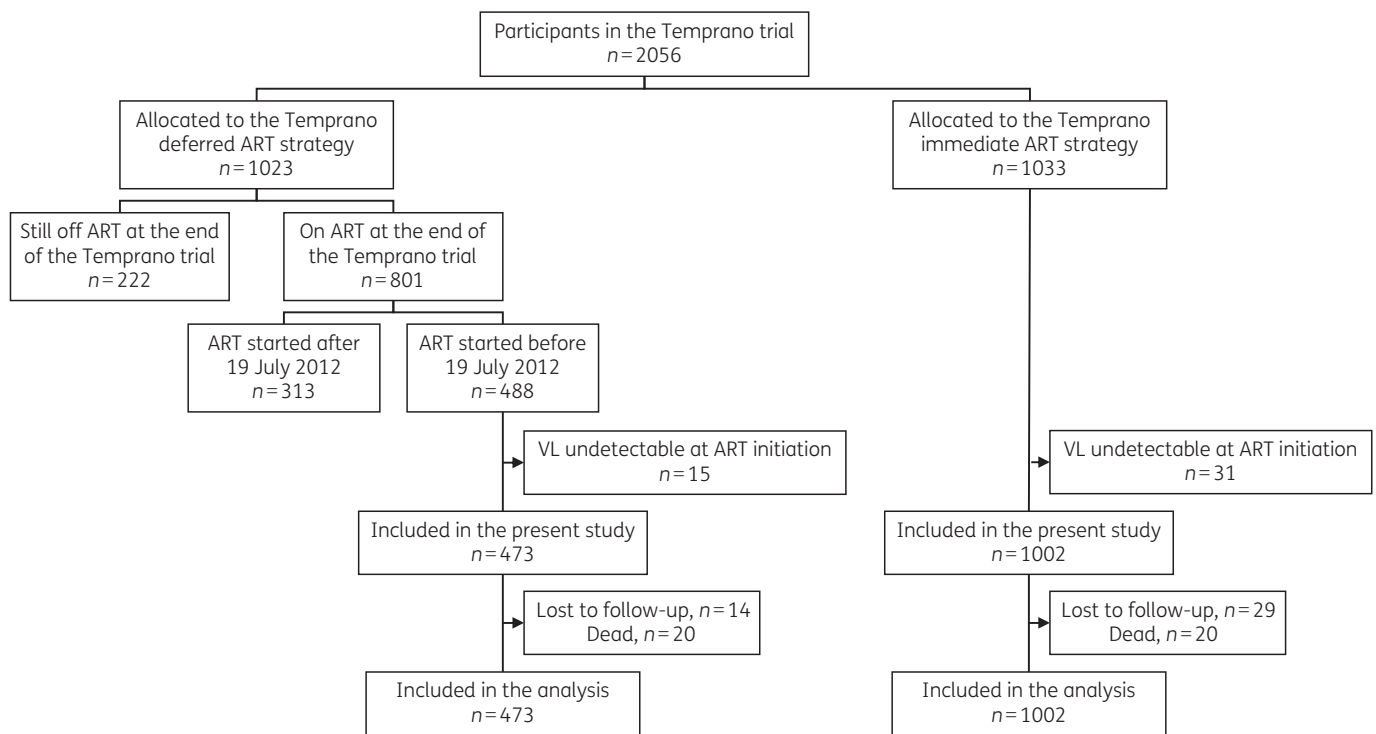 Participants in the Temprano trial
n=2056
Allocated to the Temprano
deferred ART strategy
n=1023
Allocated to the Temprano
immediate ART strategy
n=1033
Still off ART at the end
of the Temprano trial
n=222
On ART at the end of
the Temprano trial
n=801
ART started after
19 July 2012
n=313
ART started before
19 July 2012
n=488
VL undetectable at ART initiation
n=15
VL undetectable at ART initiation
n=31
Included in the present study
n=473
Included in the present study
n=1002
Lost to follow-up, n=14
Dead, n=20
Lost to follow-up, n=29
Dead, n=20
Included in the analysis
n=473
Included in the analysis
n=1002